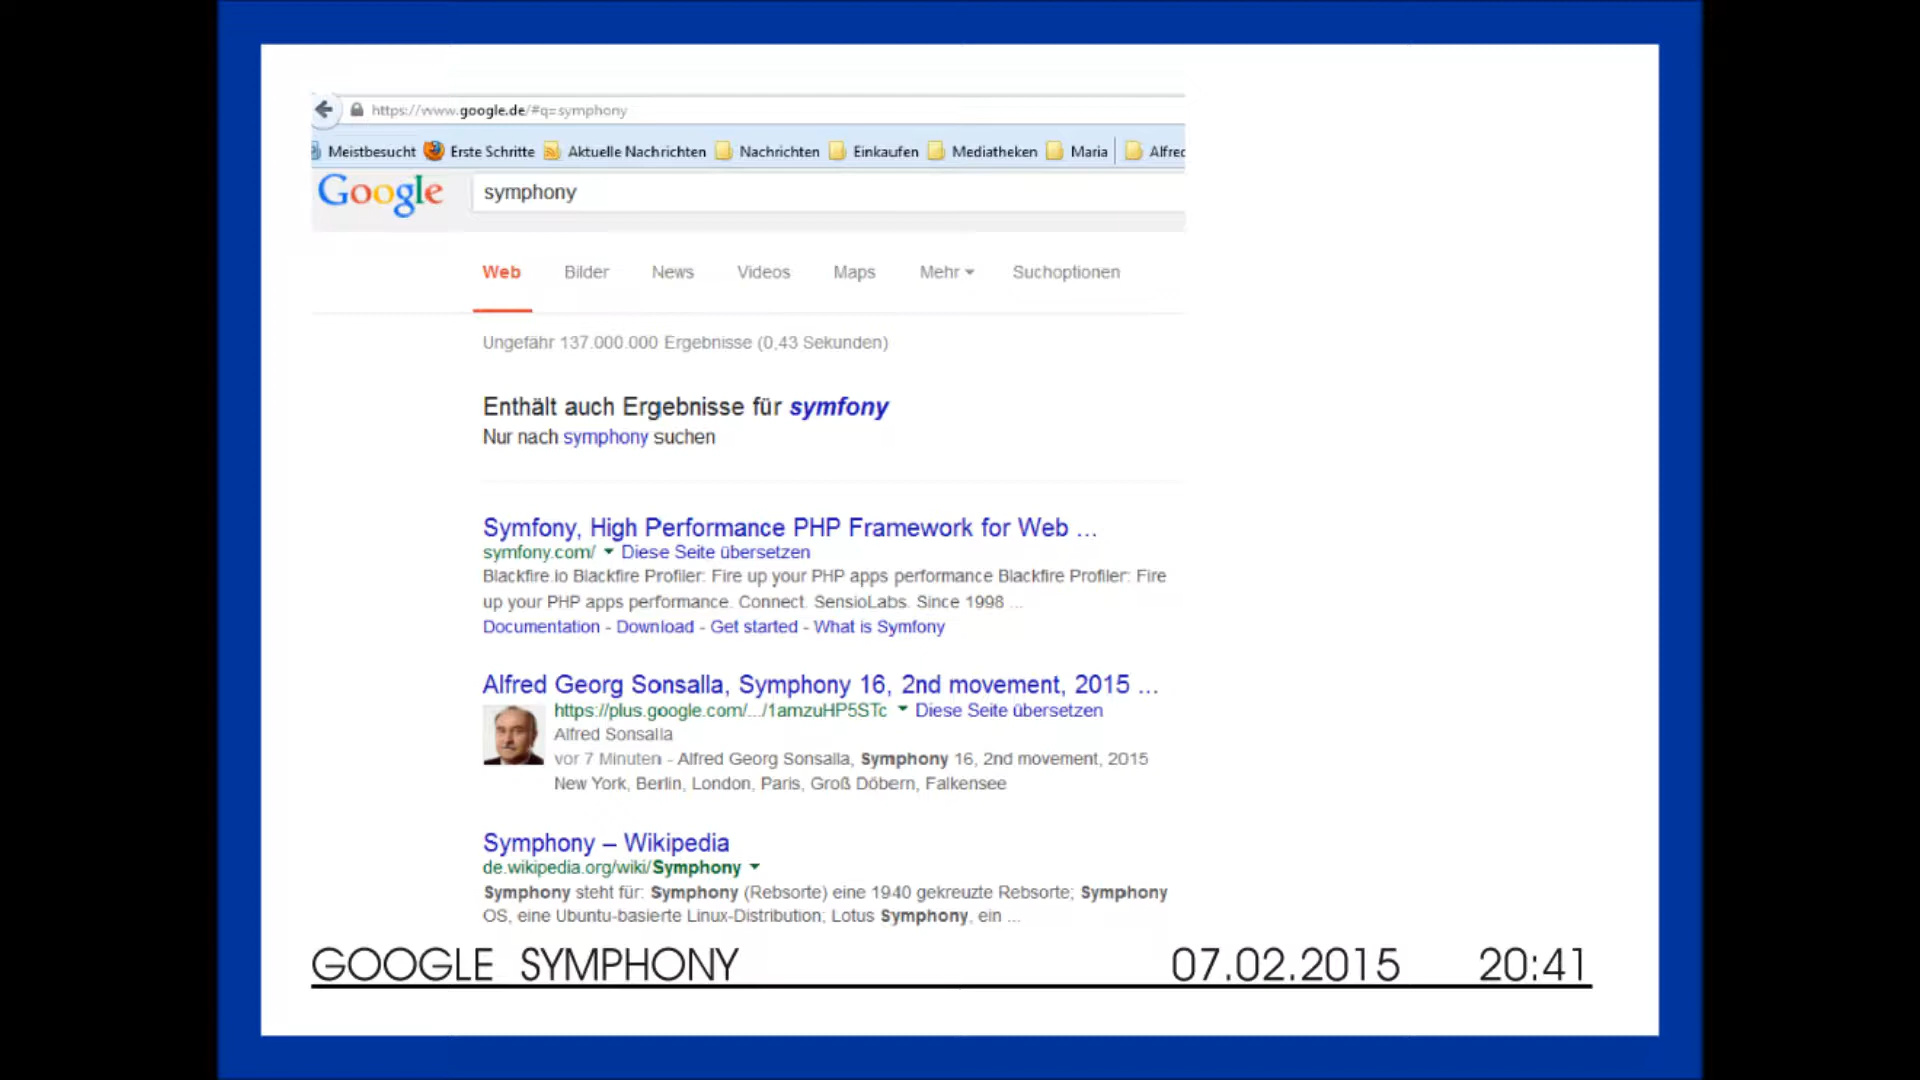 https://www.google.de/#q=symphony
Meistbesucht Erste Schritte Aktuelle Nachrichten Nachrichten Einkaufen Mediatheken Maria Alfred
Google symphony
Web Bilder News Videos Maps Mehr Suchoptionen
Ungefähr 137.000.000 Ergebnisse (0,43 Sekunden)
Enthält auch Ergebnisse für symfony
Nur nach symphony suchen
Symfony, High Performance PHP Framework for Web ...
symfony.com/ Diese Seite übersetzen
Blackfire.io Blackfire Profiler: Fire up your PHP apps performance Blackfire Profiler: Fire
up your PHP apps performance. Connect. SensioLabs. Since 1998 ...
Documentation - Download - Get started - What is Symfony
Alfred Georg Sonsalla, Symphony 16, 2nd movement, 2015 ...
https://plus.google.com/.../1amzuHP5STc Diese Seite übersetzen
Alfred Sonsalla
vor 7 Minuten - Alfred Georg Sonsalla, Symphony 16, 2nd movement, 2015
New York, Berlin, London, Paris, Groß Döbern, Falkensee
Symphony – Wikipedia
de.wikipedia.org/wiki/Symphony
Symphony steht für: Symphony (Rebsorte) eine 1940 gekreuzte Rebsorte; Symphony
OS, eine Ubuntu-basierte Linux-Distribution; Lotus Symphony, ein ...
GOOGLE SYMPHONY 07.02.2015 20:41